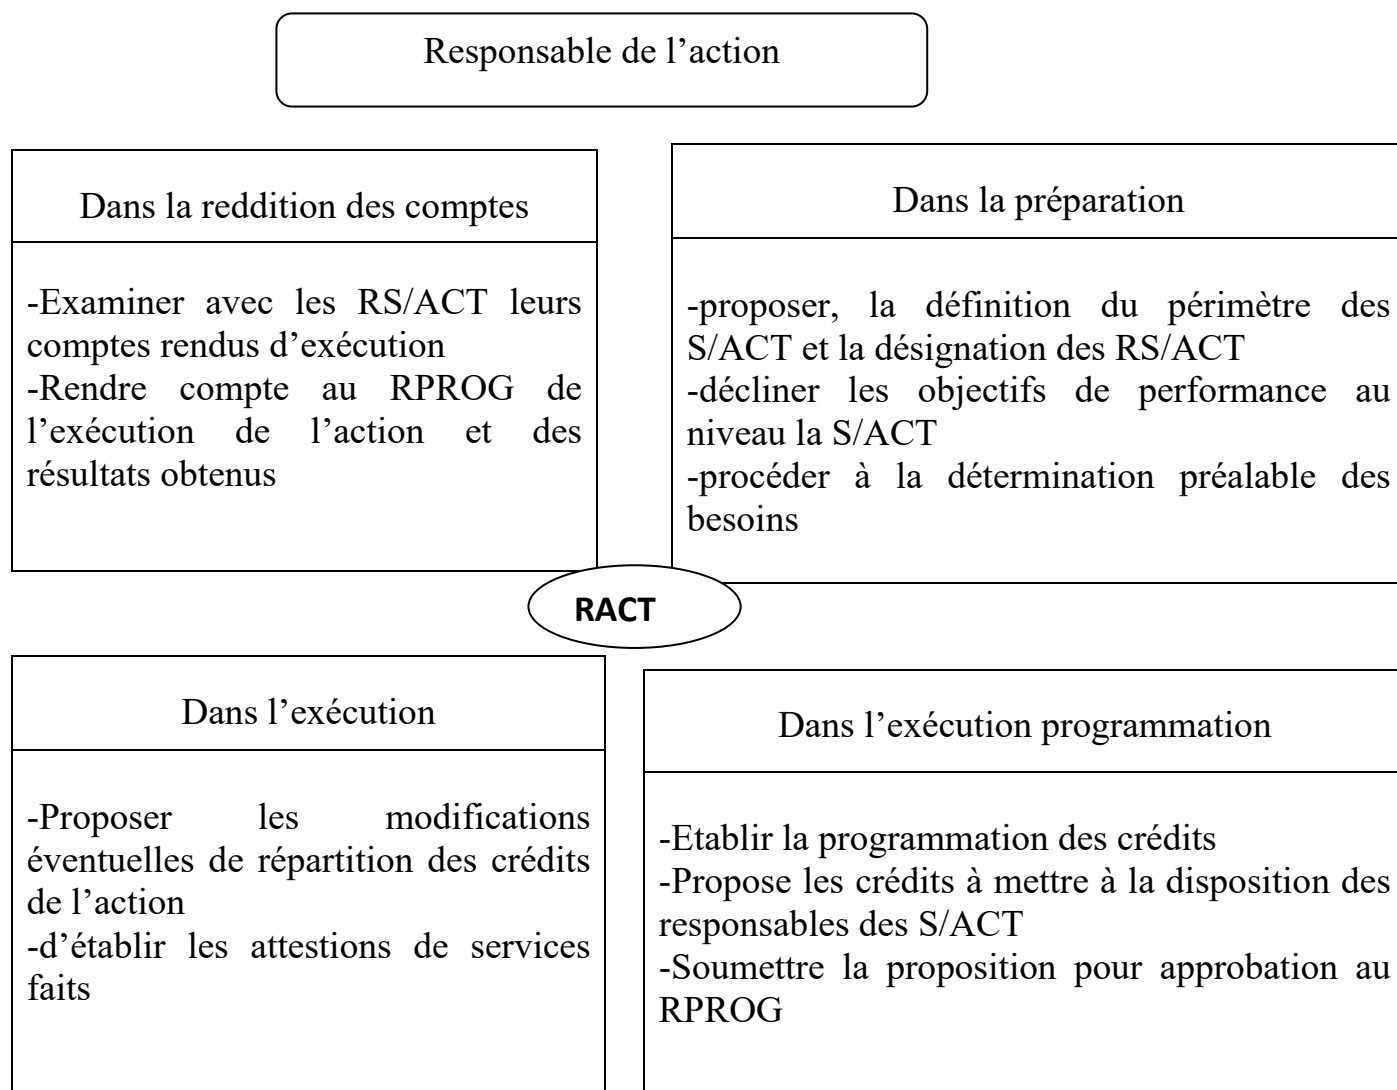 Responsable de l’action
Dans la reddition des comptes
-Examiner avec les RS/ACT leurs
comptes rendus d’exécution
-Rendre compte au RPROG de
l’exécution de l’action et des
résultats obtenus
Dans la préparation
-proposer, la définition du périmètre des
S/ACT et la désignation des RS/ACT
-décliner les objectifs de performance au
niveau la S/ACT
-procéder à la détermination préalable des
besoins
RACT
Dans l’exécution
-Proposer les modifications
éventuelles de répartition des crédits
de l’action
-d’établir les attestions de services
faits
Dans l’exécution programmation
-Etablir la programmation des crédits
-Propose les crédits à mettre à la disposition des
responsables des S/ACT
-Soumettre la proposition pour approbation au
RPROG